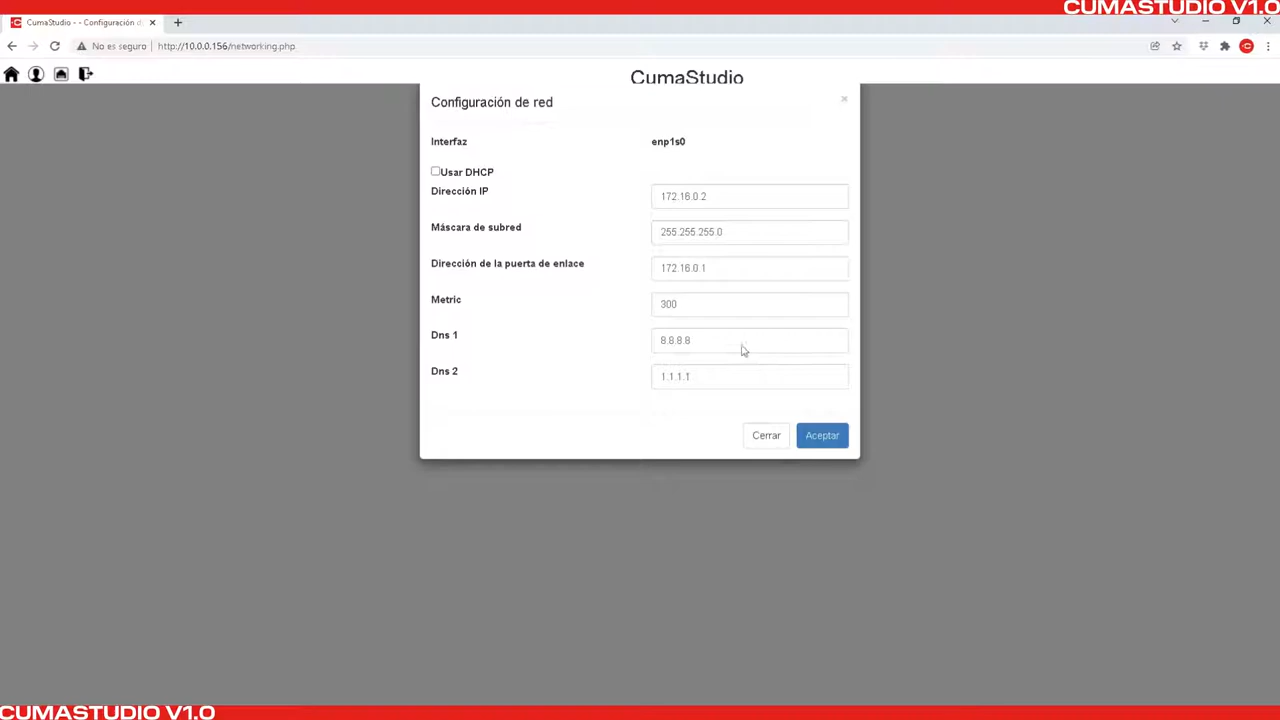 CUMASTUDIO V1.0
CumaStudio - - Configuración d
No es seguro
http://10.0.0.156/networking.php
CumaStudio
Configuración de red
×
Interfaz
enp1s0
Usar DHCP
Dirección IP
172.16.0.2
Máscara de subred
255.255.255.0
Dirección de la puerta de enlace
172.16.0.1
Metric
300
Dns 1
8.8.8.8
Dns 2
1.1.1.1
Cerrar
Aceptar
CUMASTUDIO V1.0